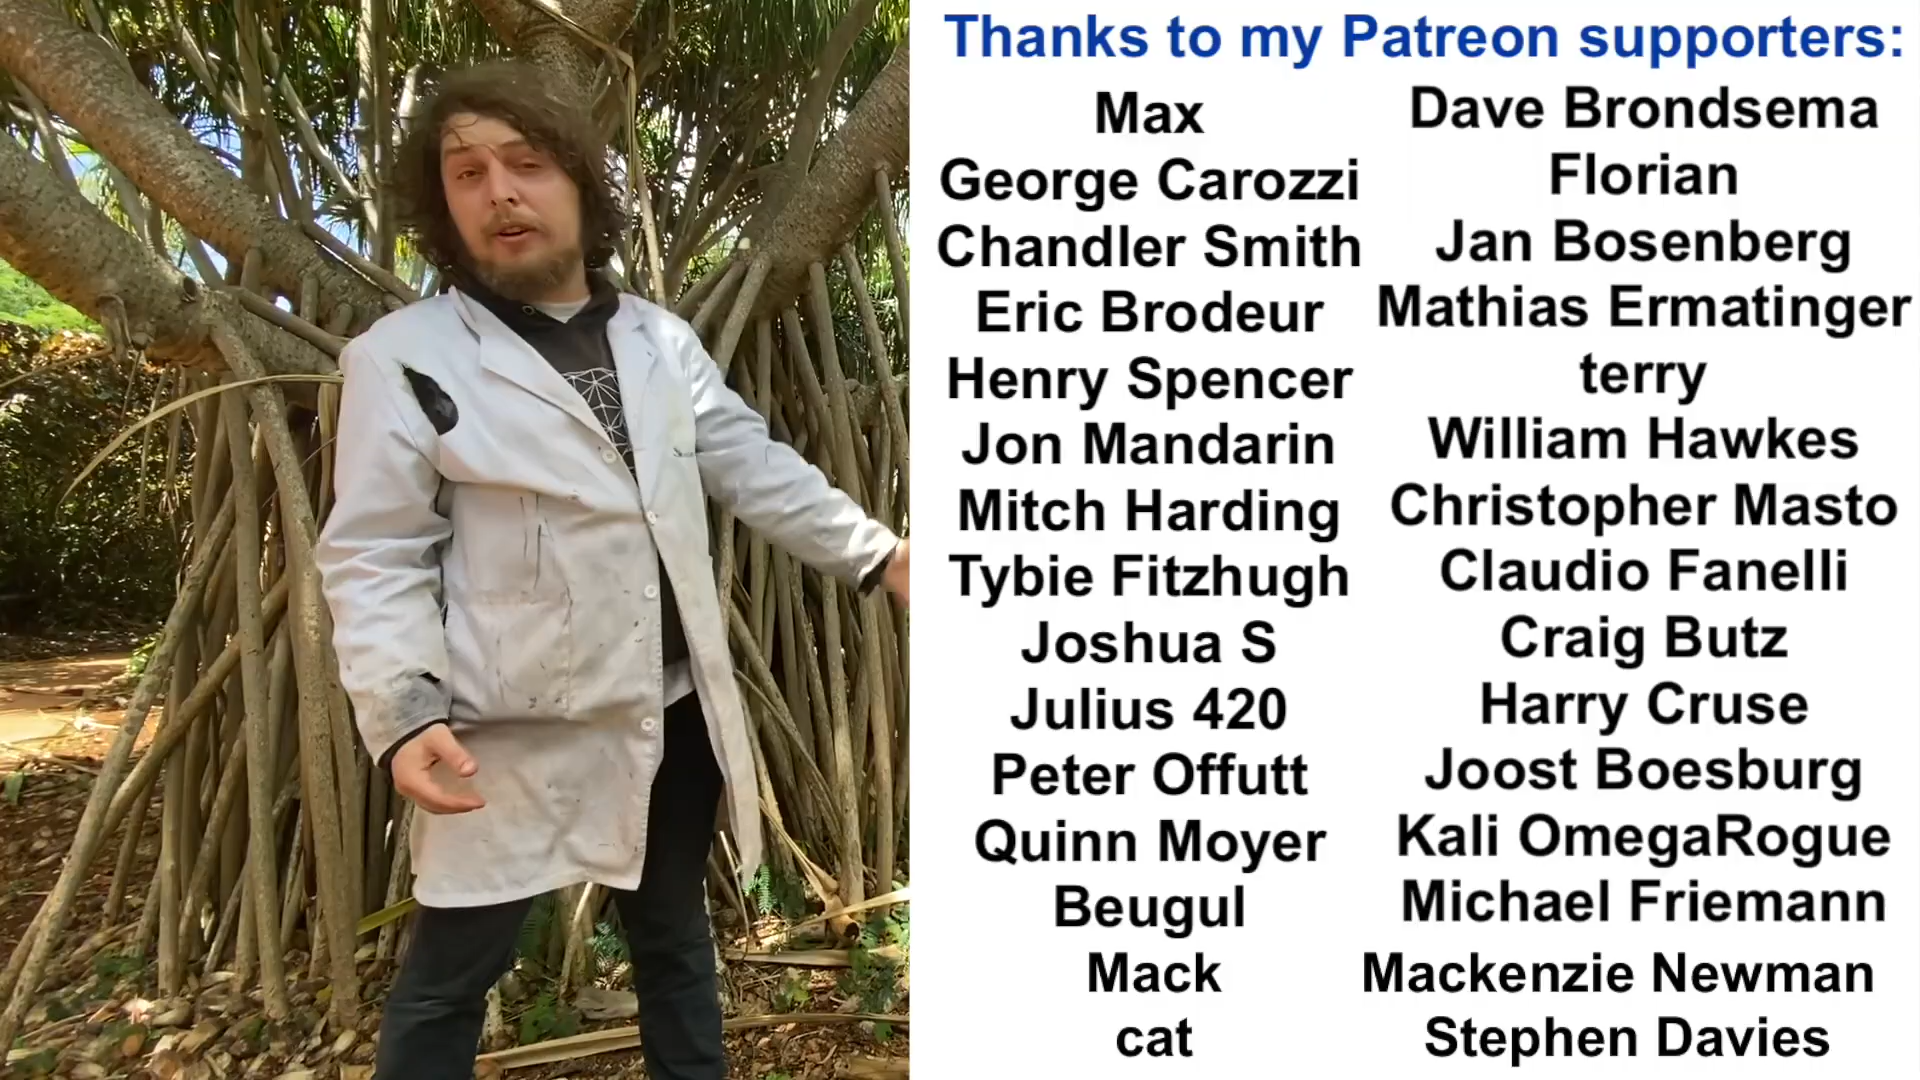 Thanks to my Patreon supporters:
Max
George Carozzi
Chandler Smith
Eric Brodeur
Henry Spencer
Jon Mandarin
Mitch Harding
Tybie Fitzhugh
Joshua S
Julius 420
Peter Offutt
Quinn Moyer
Beugul
Mack
cat
Dave Brondsema
Florian
Jan Bosenberg
Mathias Ermatinger
terry
William Hawkes
Christopher Masto
Claudio Fanelli
Craig Butz
Harry Cruse
Joost Boesburg
Kali OmegaRogue
Michael Friemann
Mackenzie Newman
Stephen Davies